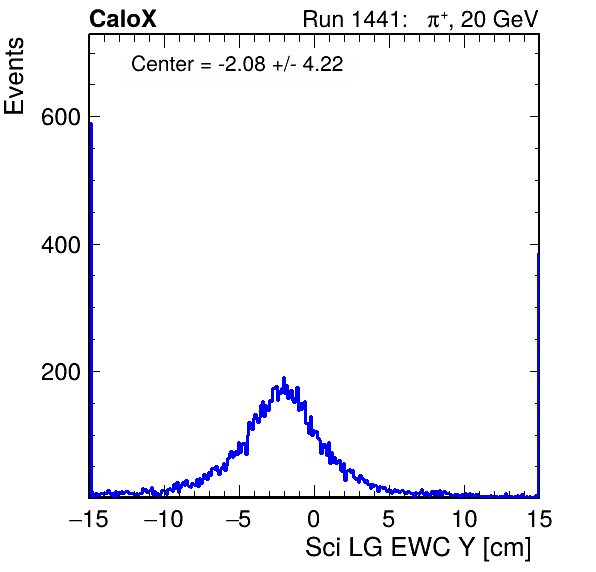 CaloX Run 1441: π⁺, 20 GeV
Center = -2.08 +/- 4.22
Events
600
400
200
−15 −10 −5 0 5 10 15
Sci LG EWC Y [cm]